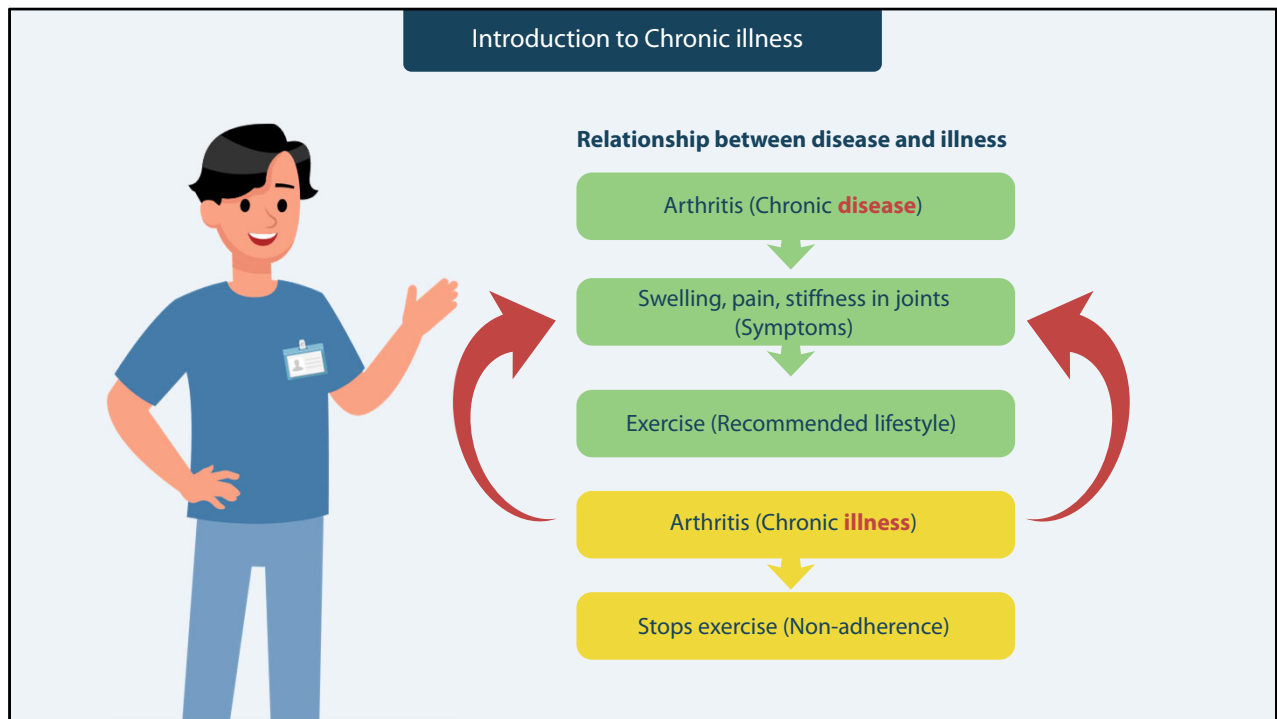 Introduction to Chronic illness
Relationship between disease and illness
Arthritis (Chronic disease)
Swelling, pain, stiffness in joints
(Symptoms)
Exercise (Recommended lifestyle)
Arthritis (Chronic illness)
Stops exercise (Non-adherence)